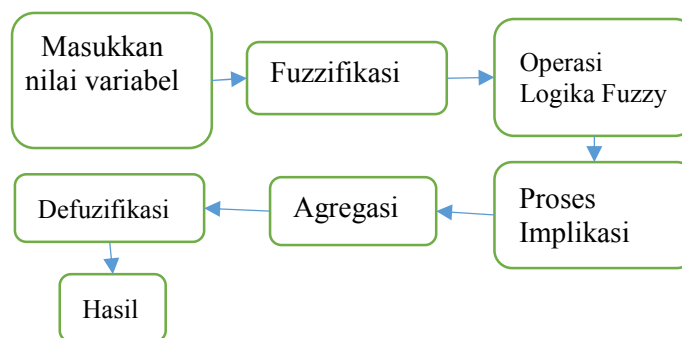 Masukkan
nilai variabel
Fuzzifikasi
Operasi
Logika Fuzzy
Proses
Implikasi
Agregasi
Defuzifikasi
Hasil